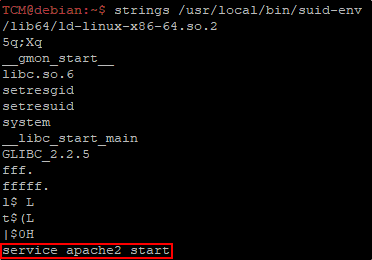 TCM@debian:~$ strings /usr/local/bin/suid-env
/lib64/ld-linux-x86-64.so.2
5q;Xq
__gmon_start__
libc.so.6
setresgid
setresuid
system
__libc_start_main
GLIBC_2.2.5
fff.
fffff.
l$ L
t$(L
|$0H
service apache2 start